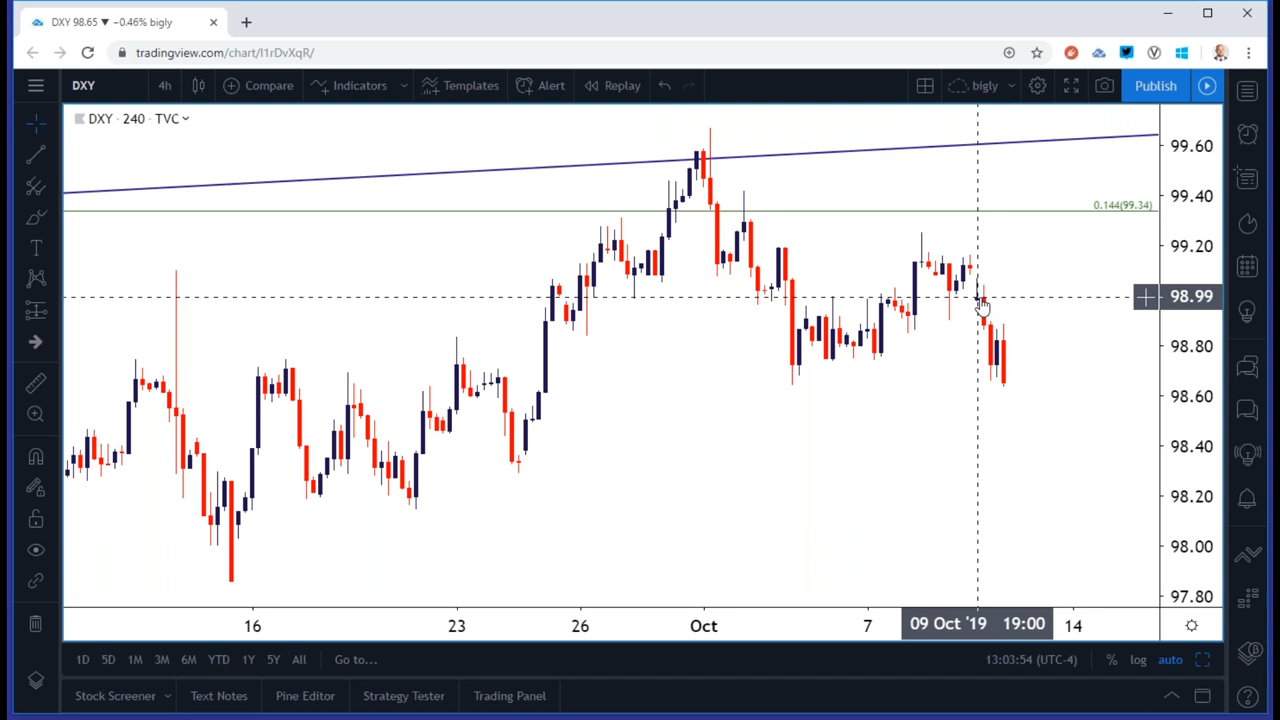 DXY 98.65 ▼ −0.46% bigly
tradingview.com/chart/I1rDvXqR/
DXY 4h Compare Indicators Templates Alert Replay bigly Publish
DXY · 240 · TVC
99.60
99.40
0.144(99.34)
99.20
98.99
98.80
98.60
98.40
98.20
98.00
97.80
16 23 26 Oct 7 09 Oct '19 19:00 14
1D 5D 1M 3M 6M YTD 1Y 5Y All Go to... 13:03:54 (UTC-4) % log auto
Stock Screener Text Notes Pine Editor Strategy Tester Trading Panel